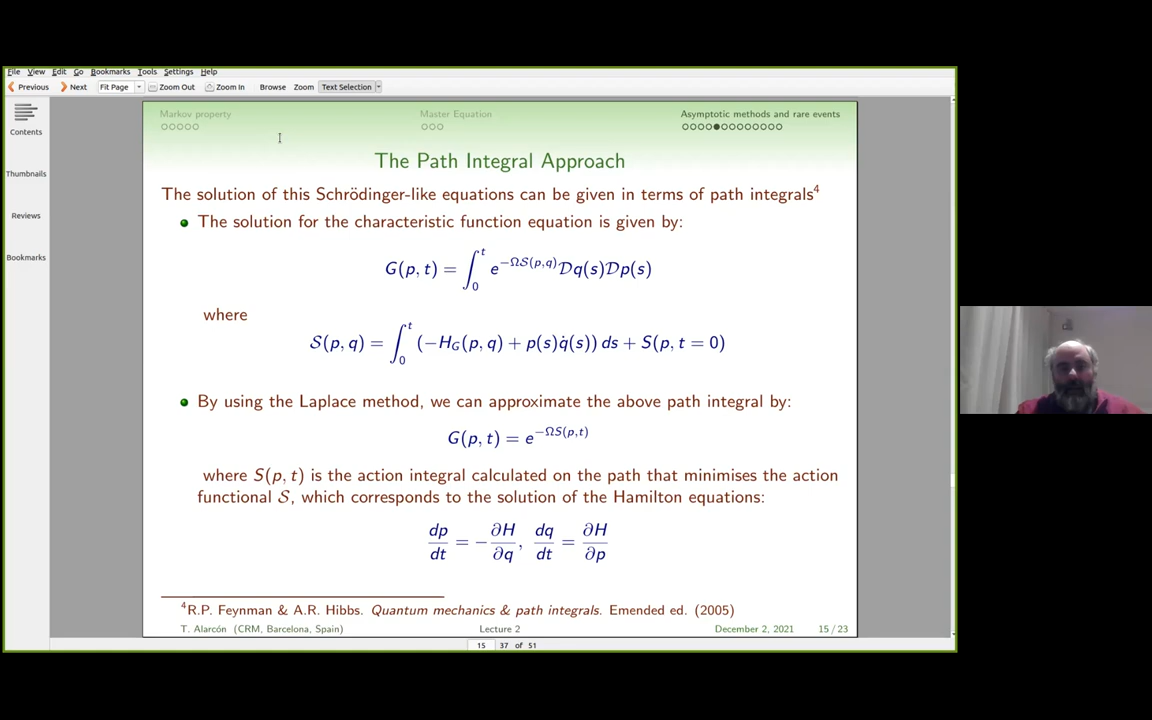 File View Edit Go Bookmarks Tools Settings Help
Previous Next Fit Page Zoom Out Zoom In Browse Zoom Text Selection
Contents
Thumbnails
Reviews
Bookmarks
Markov property Master Equation Asymptotic methods and rare events
The Path Integral Approach
The solution of this Schrödinger-like equations can be given in terms of path integrals⁴
The solution for the characteristic function equation is given by:
G(p, t) = ∫₀ᵗ e^{−ΩS(p,q)} 𝒟q(s)𝒟p(s)
where
𝒮(p, q) = ∫₀ᵗ (−H_G(p, q) + p(s)q̇(s)) ds + S(p, t = 0)
By using the Laplace method, we can approximate the above path integral by:
G(p, t) = e^{−ΩS(p,t)}
where S(p, t) is the action integral calculated on the path that minimises the action
functional 𝒮, which corresponds to the solution of the Hamilton equations:
dp/dt = −∂H/∂q, dq/dt = ∂H/∂p
⁴R.P. Feynman & A.R. Hibbs. Quantum mechanics & path integrals. Emended ed. (2005)
T. Alarcón (CRM, Barcelona, Spain) Lecture 2 December 2, 2021 15 / 23
15 37 of 51